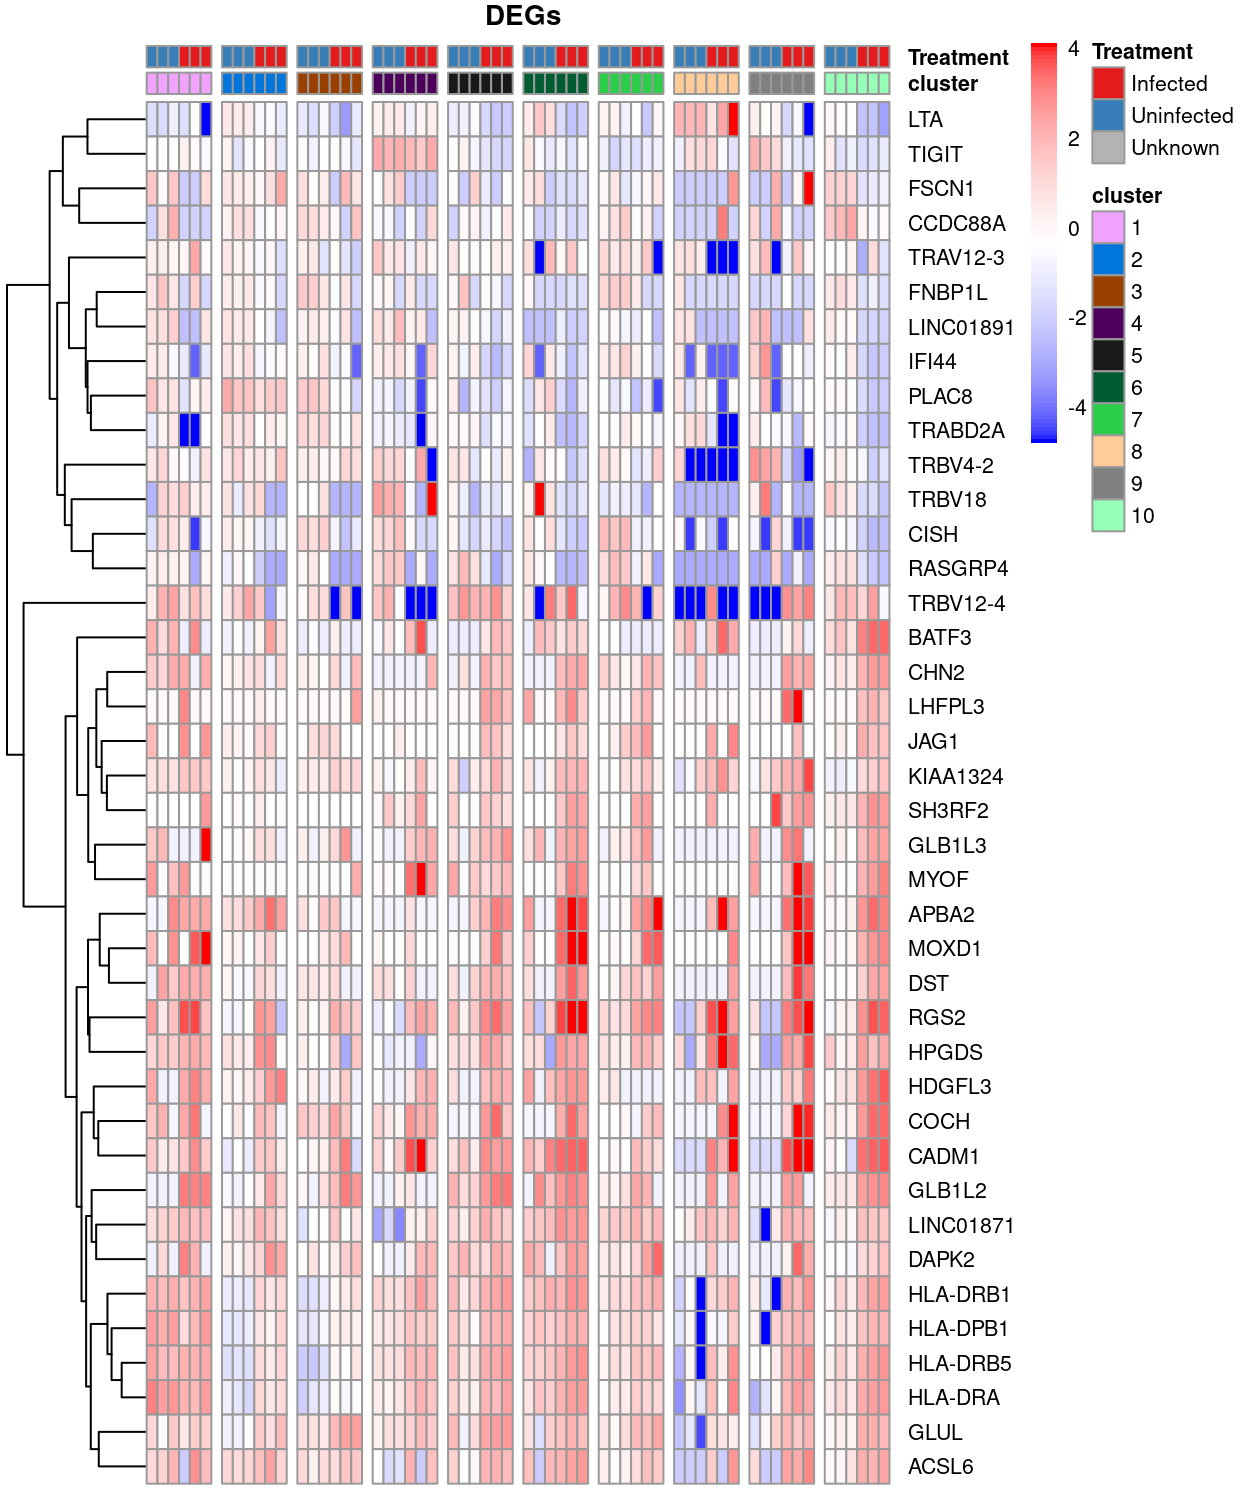 DEGs
Treatment
cluster
LTA
TIGIT
FSCN1
CCDC88A
TRAV12-3
FNBP1L
LINC01891
IFI44
PLAC8
TRABD2A
TRBV4-2
TRBV18
CISH
RASGRP4
TRBV12-4
BATF3
CHN2
LHFPL3
JAG1
KIAA1324
SH3RF2
GLB1L3
MYOF
APBA2
MOXD1
DST
RGS2
HPGDS
HDGFL3
COCH
CADM1
GLB1L2
LINC01871
DAPK2
HLA-DRB1
HLA-DPB1
HLA-DRB5
HLA-DRA
GLUL
ACSL6
4
2
0
-2
-4
Treatment
Infected
Uninfected
Unknown
cluster
1
2
3
4
5
6
7
8
9
10